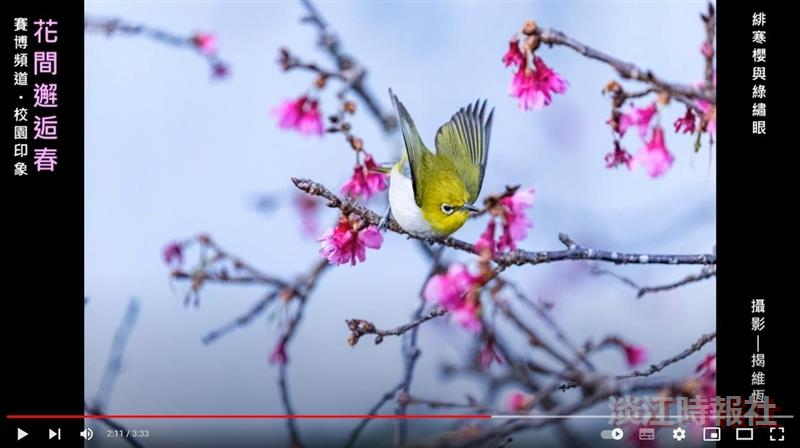 花間邂逅春
賽博頻道・校園印象
緋寒櫻與綠繡眼
攝影—揭維恆
淡江時報社
2:11 / 3:33